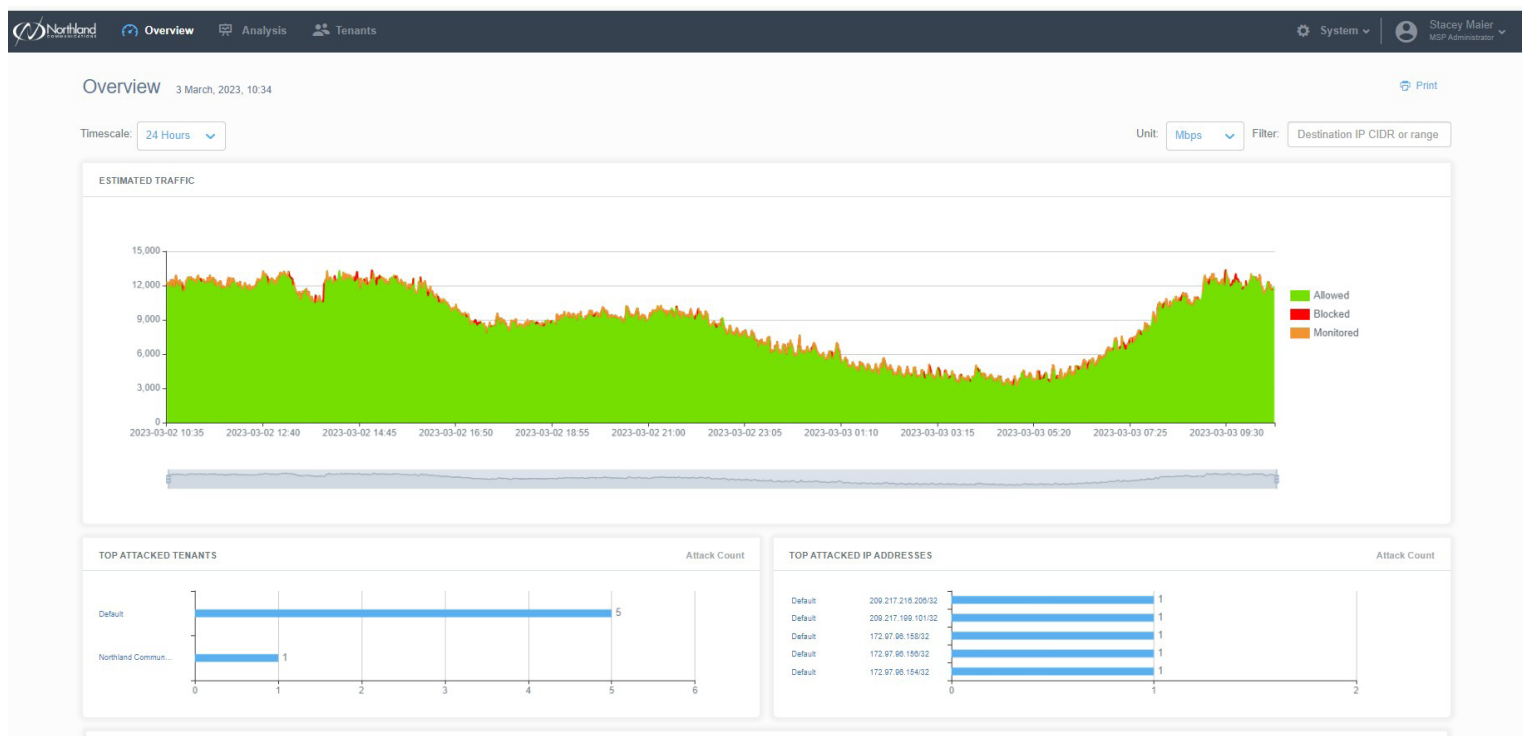 Northland
COMMUNICATIONS
Overview
Analysis
Tenants
System
Stacey Maier
MSP Administrator
Overview 3 March, 2023, 10:34
Print
Timescale: 24 Hours
Unit: Mbps
Filter: Destination IP CIDR or range
ESTIMATED TRAFFIC
15,000
12,000
9,000
6,000
3,000
0
2023-03-02 10:35 2023-03-02 12:40 2023-03-02 14:45 2023-03-02 16:50 2023-03-02 18:55 2023-03-02 21:00 2023-03-02 23:05 2023-03-03 01:10 2023-03-03 03:15 2023-03-03 05:20 2023-03-03 07:25 2023-03-03 09:30
Allowed
Blocked
Monitored
TOP ATTACKED TENANTS Attack Count
Default 5
Northland Commun... 1
0 1 2 3 4 5 6
TOP ATTACKED IP ADDRESSES Attack Count
Default 209.217.216.206/32 1
Default 209.217.199.101/32 1
Default 172.97.96.158/32 1
Default 172.97.96.156/32 1
Default 172.97.96.154/32 1
0 1 2